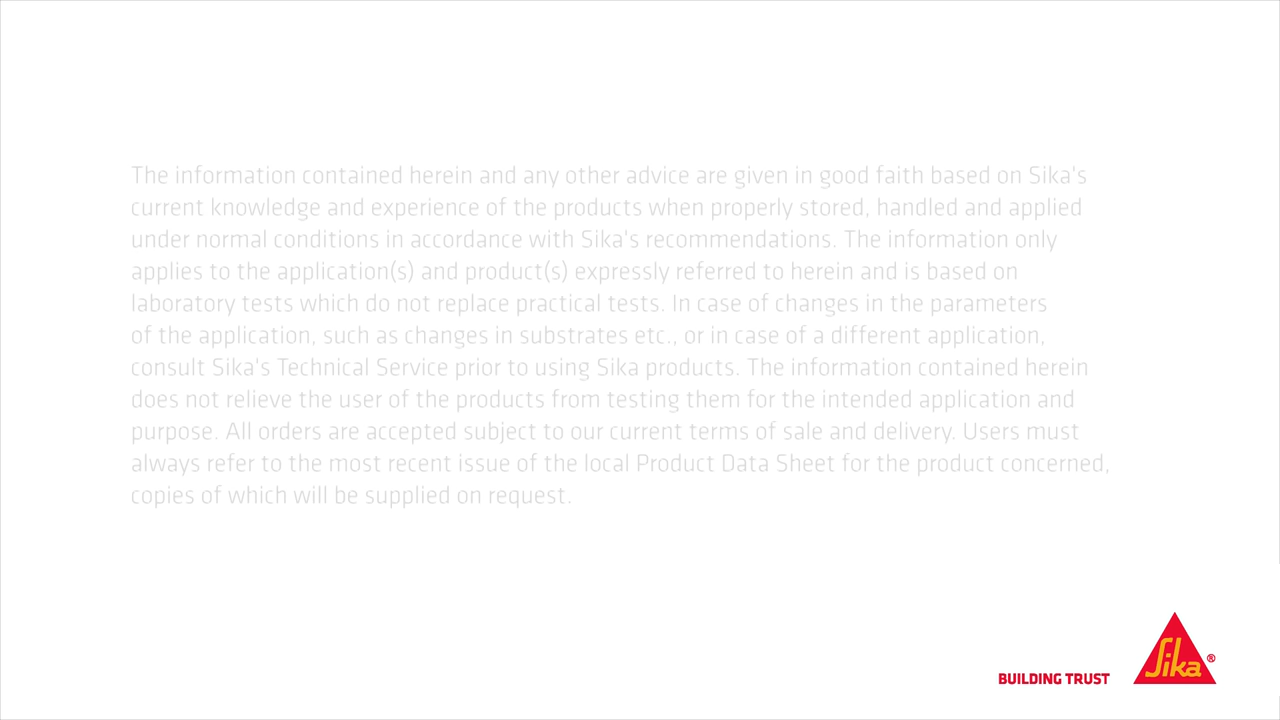 The information contained herein and any other advice are given in good faith based on Sika's
current knowledge and experience of the products when properly stored, handled and applied
under normal conditions in accordance with Sika's recommendations. The information only
applies to the application(s) and product(s) expressly referred to herein and is based on
laboratory tests which do not replace practical tests. In case of changes in the parameters
of the application, such as changes in substrates etc., or in case of a different application,
consult Sika's Technical Service prior to using Sika products. The information contained herein
does not relieve the user of the products from testing them for the intended application and
purpose. All orders are accepted subject to our current terms of sale and delivery. Users must
always refer to the most recent issue of the local Product Data Sheet for the product concerned,
copies of which will be supplied on request.
BUILDING TRUST
Sika®